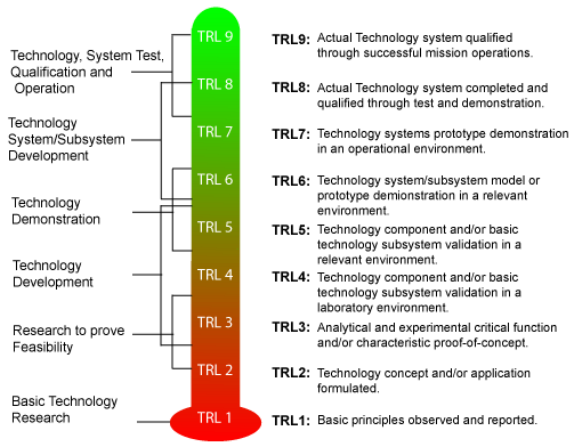 Technology, System Test,
Qualification and
Operation
Technology
System/Subsystem
Development
Technology
Demonstration
Technology
Development
Research to prove
Feasibility
Basic Technology
Research
TRL 9
TRL 8
TRL 7
TRL 6
TRL 5
TRL 4
TRL 3
TRL 2
TRL 1
TRL9: Actual Technology system qualified
through successful mission operations.
TRL8: Actual Technology system completed and
qualified through test and demonstration.
TRL7: Technology systems prototype demonstration
in an operational environment.
TRL6: Technology system/subsystem model or
prototype demionstration in a relevant
environment.
TRL5: Technology component and/or basic
technology subsystem validation in a
relevant environment.
TRL4: Technology component and/or basic
technology subsystem validation in a
laboratory environment.
TRL3: Analytical and experimental critical function
and/or characteristic proof-of-concept.
TRL2: Technology concept and/or application
formulated.
TRL1: Basic principles observed and reported.